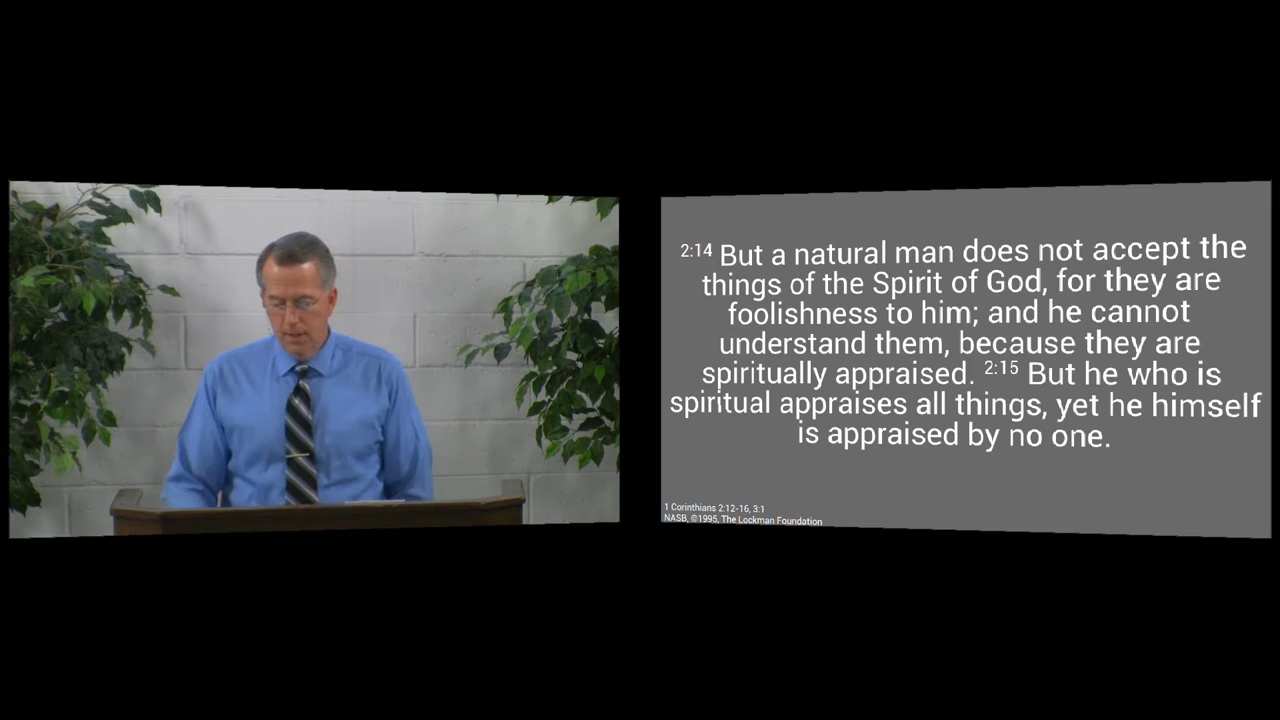 2:14 But a natural man does not accept the
things of the Spirit of God, for they are
foolishness to him; and he cannot
understand them, because they are
spiritually appraised. 2:15 But he who is
spiritual appraises all things, yet he himself
is appraised by no one.
1 Corinthians 2:12-16, 3:1
NASB, ©1995, The Lockman Foundation